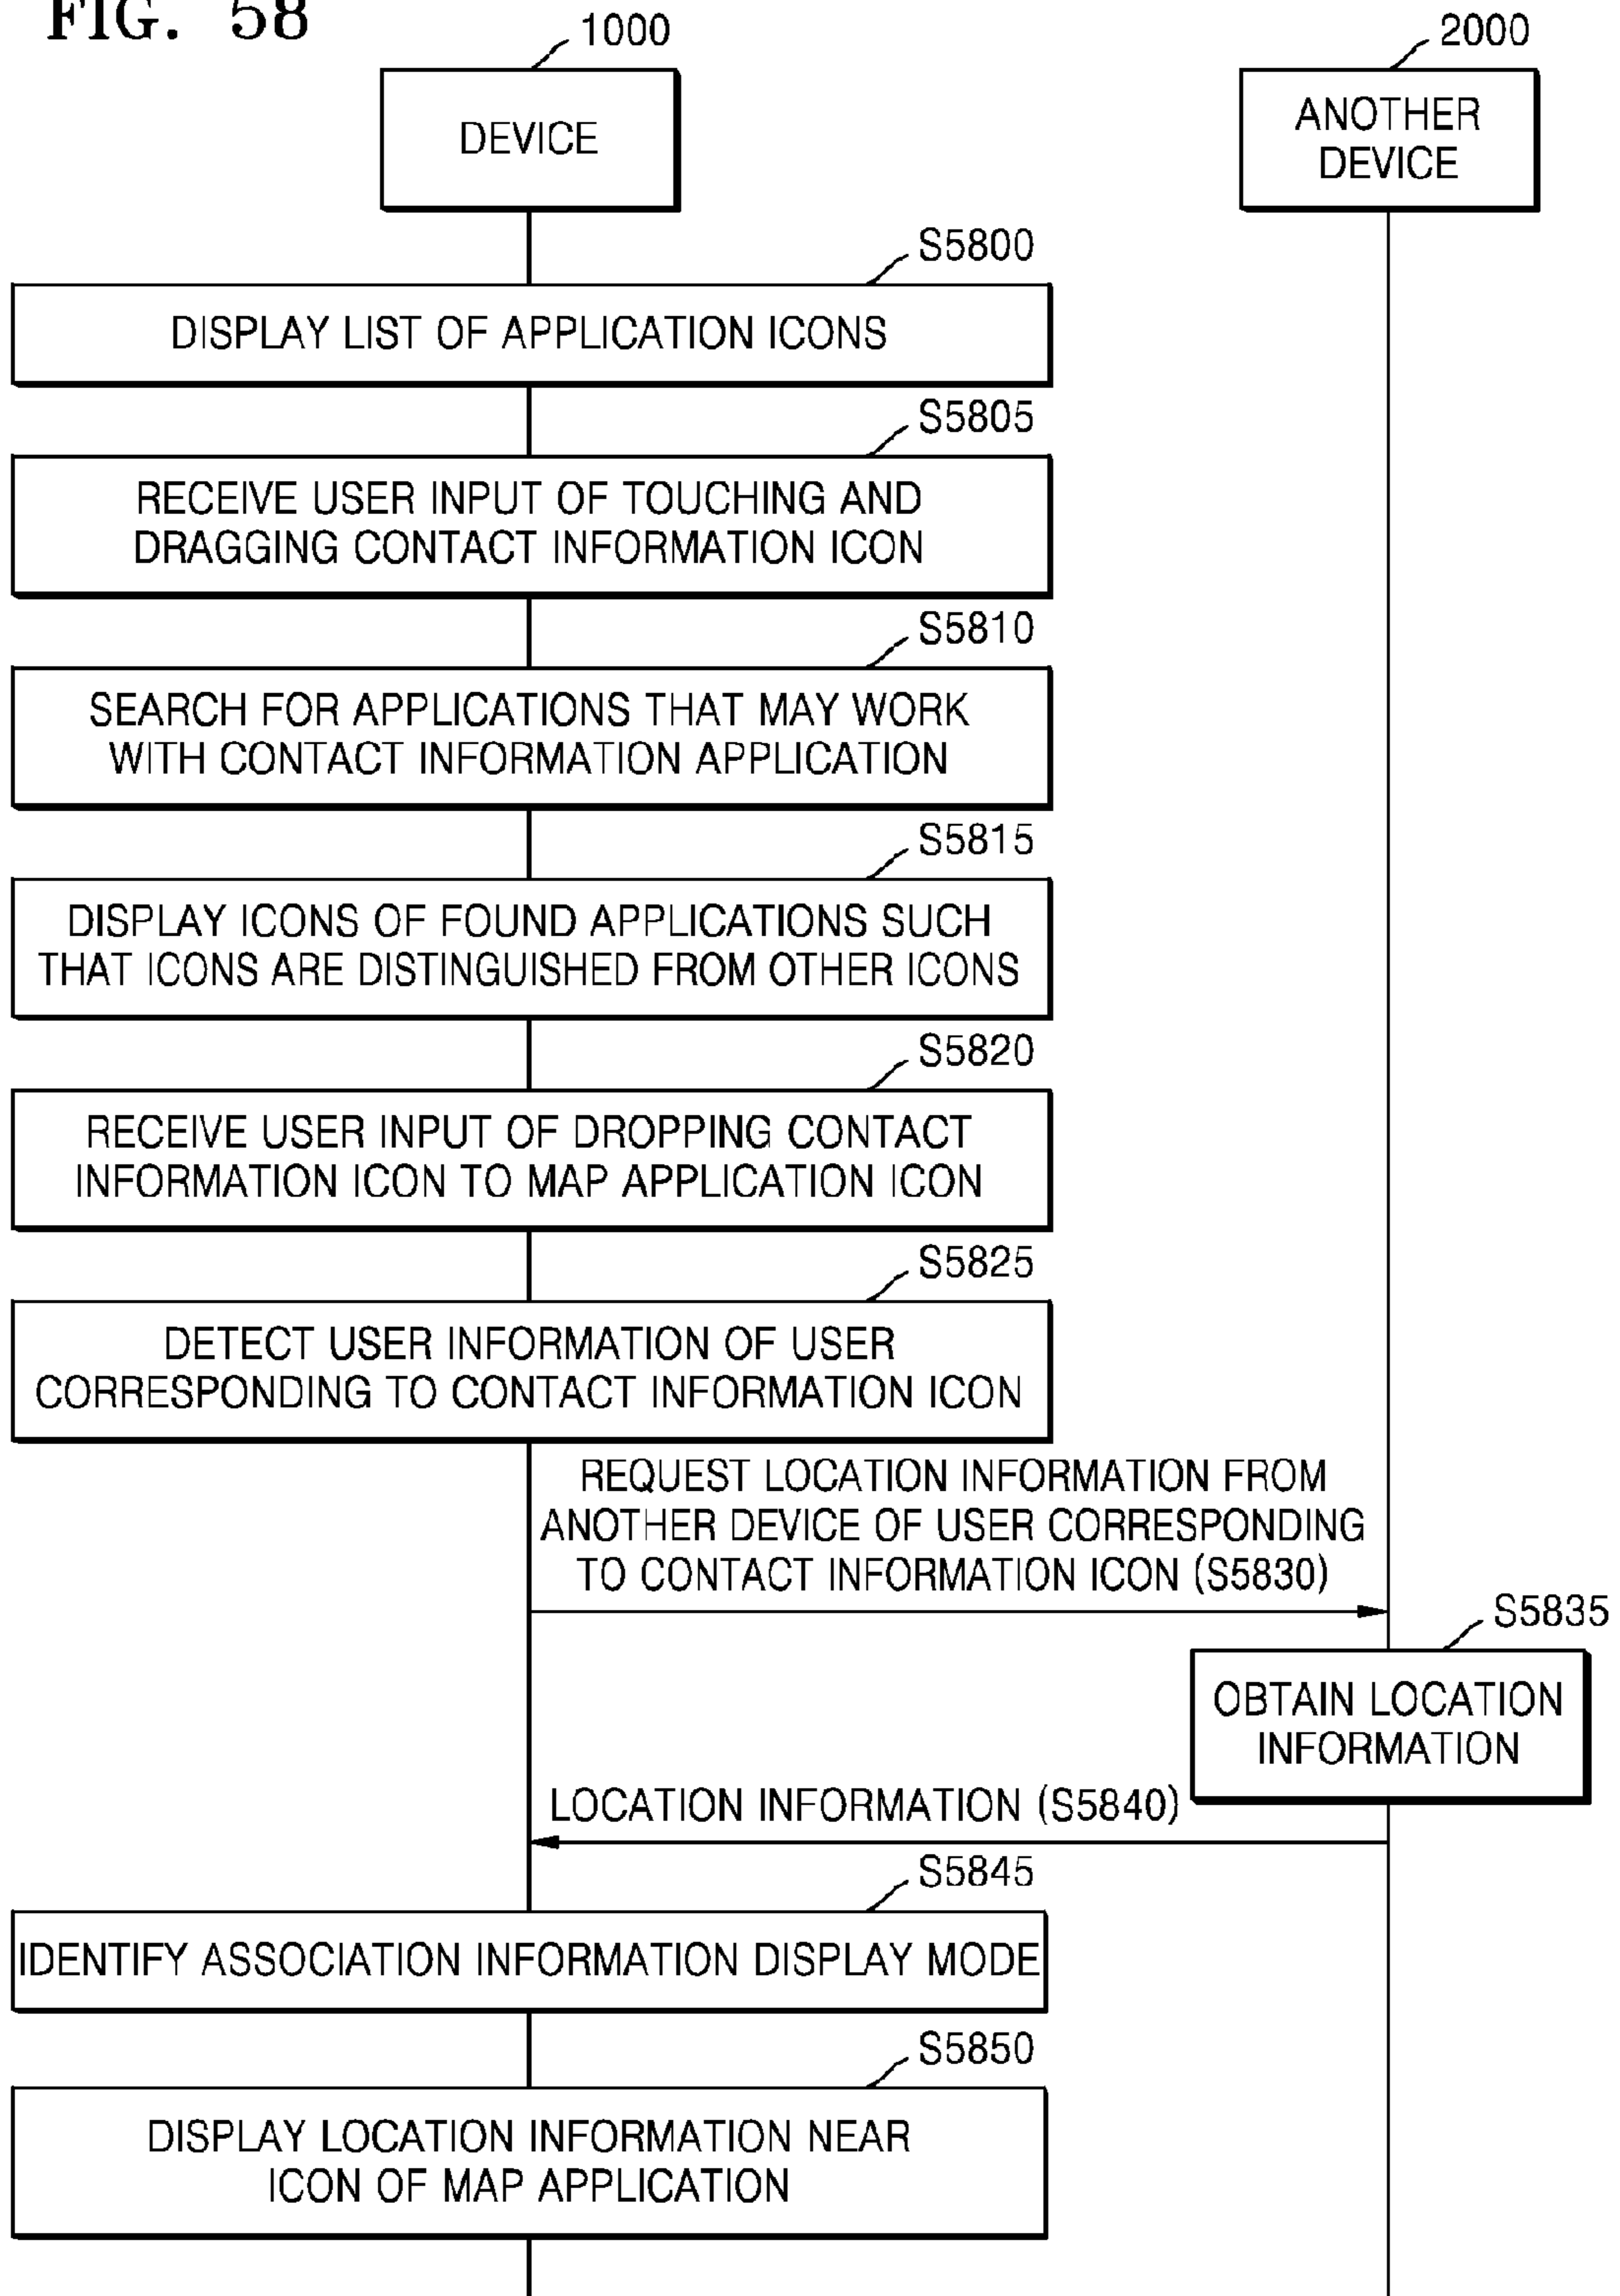 FIG. 58
1000
2000
DEVICE
ANOTHER
DEVICE
S5800
DISPLAY LIST OF APPLICATION ICONS
S5805
RECEIVE USER INPUT OF TOUCHING AND
DRAGGING CONTACT INFORMATION ICON
S5810
SEARCH FOR APPLICATIONS THAT MAY WORK
WITH CONTACT INFORMATION APPLICATION
S5815
DISPLAY ICONS OF FOUND APPLICATIONS SUCH
THAT ICONS ARE DISTINGUISHED FROM OTHER ICONS
S5820
RECEIVE USER INPUT OF DROPPING CONTACT
INFORMATION ICON TO MAP APPLICATION ICON
S5825
DETECT USER INFORMATION OF USER
CORRESPONDING TO CONTACT INFORMATION ICON
REQUEST LOCATION INFORMATION FROM
ANOTHER DEVICE OF USER CORRESPONDING
TO CONTACT INFORMATION ICON (S5830)
S5835
OBTAIN LOCATION
INFORMATION
LOCATION INFORMATION (S5840)
S5845
IDENTIFY ASSOCIATION INFORMATION DISPLAY MODE
S5850
DISPLAY LOCATION INFORMATION NEAR
ICON OF MAP APPLICATION